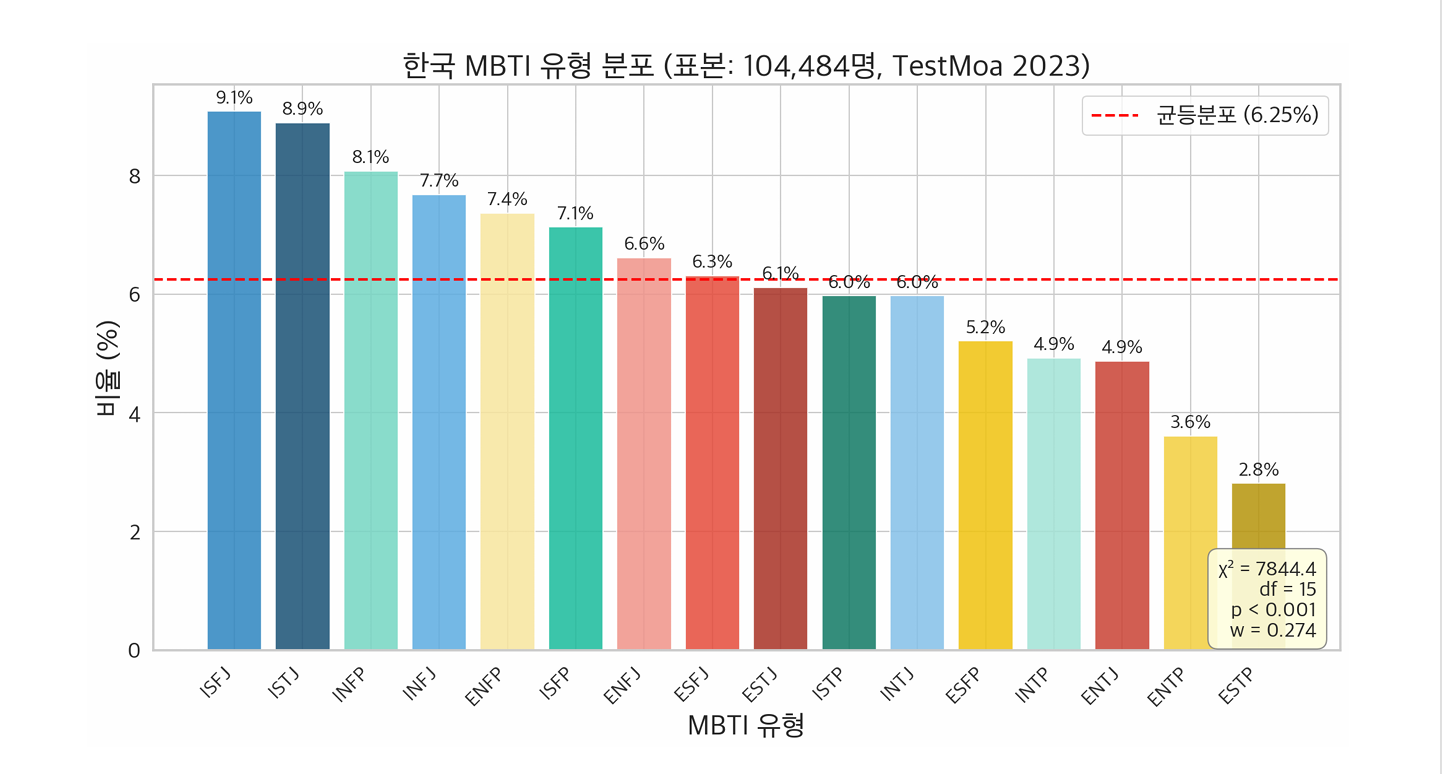 한국 MBTI 유형 분포 (표본: 104,484명, TestMoa 2023)
균등분포 (6.25%)
9.1%
8.9%
8.1%
7.7%
7.4%
7.1%
6.6%
6.3%
6.1%
6.0%
6.0%
5.2%
4.9%
4.9%
3.6%
2.8%
비율 (%)
8
6
4
2
0
χ² = 7844.4
df = 15
p < 0.001
w = 0.274
ISFJ
ISTJ
INFP
INFJ
ENFP
ISFP
ENFJ
ESFJ
ESTJ
ISTP
INTJ
ESFP
INTP
ENTJ
ENTP
ESTP
MBTI 유형